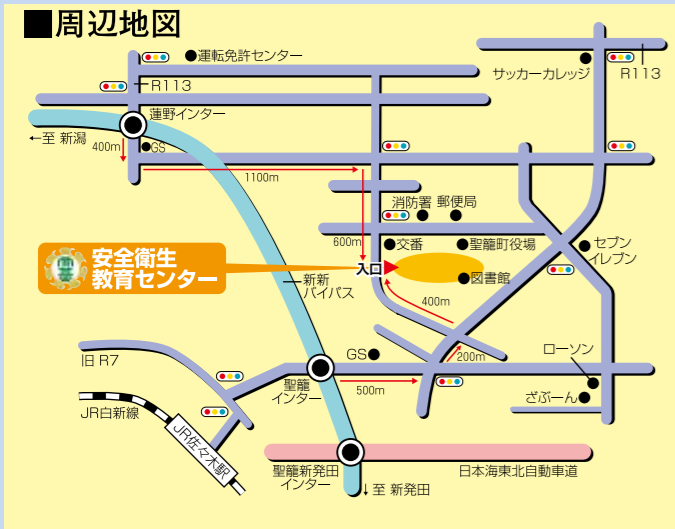 ■周辺地図
●運転免許センター
サッカーカレッジ
R113
R113
蓮野インター
←至 新潟
400m
●GS
1100m
消防署
郵便局
600m
●交番
●聖籠町役場
セブン
イレブン
安全衛生
教育センター
入口
●図書館
新新
バイパス
400m
GS●
200m
ローソン
旧 R7
聖籠
インター
500m
ざぶーん●
JR白新線
JR佐々木駅
聖籠新発田
インター
日本海東北自動車道
↓至 新発田